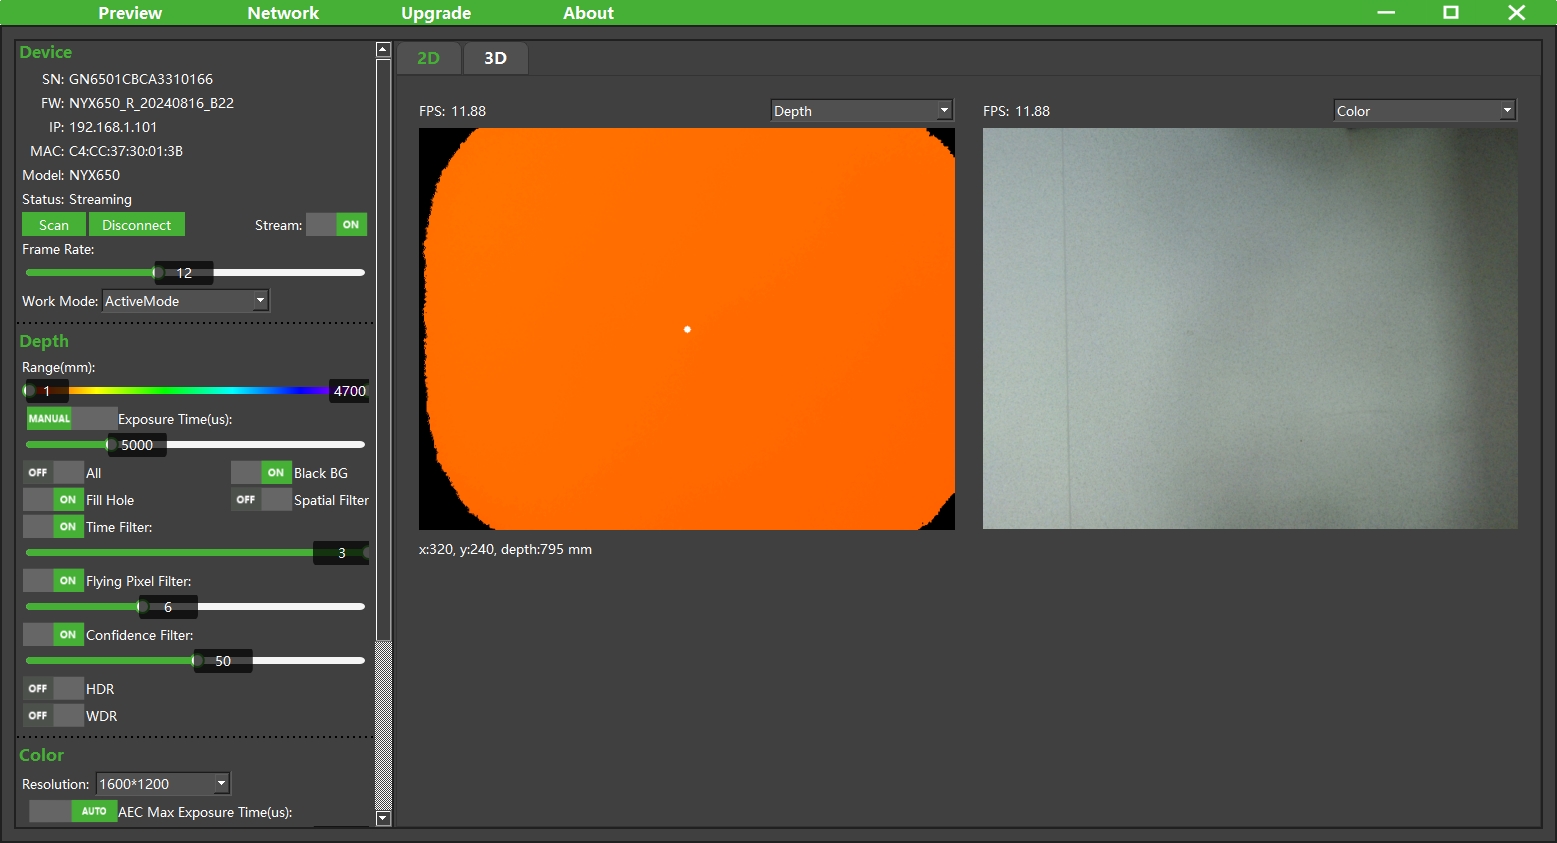 Preview Network Upgrade About
Device
SN: GN6501CBCA3310166
FW: NYX650_R_20240816_B22
IP: 192.168.1.101
MAC: C4:CC:37:30:01:3B
Model: NYX650
Status: Streaming
Scan Disconnect Stream: ON
Frame Rate:
12
Work Mode: ActiveMode
Depth
Range(mm):
1 4700
MANUAL Exposure Time(us):
5000
OFF All ON Black BG
ON Fill Hole OFF Spatial Filter
ON Time Filter:
3
ON Flying Pixel Filter:
6
ON Confidence Filter:
50
OFF HDR
OFF WDR
Color
Resolution: 1600*1200
AUTO AEC Max Exposure Time(us):
2D 3D
FPS: 11.88 Depth
FPS: 11.88 Color
x:320, y:240, depth:795 mm